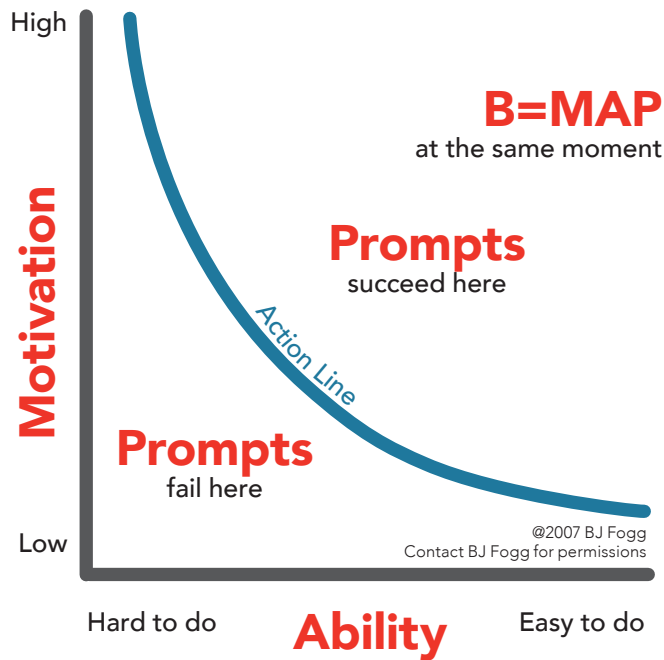 High
B=MAP
at the same moment
Motivation
Prompts
succeed here
Action Line
Prompts
fail here
Low
@2007 BJ Fogg
Contact BJ Fogg for permissions
Hard to do
Ability
Easy to do